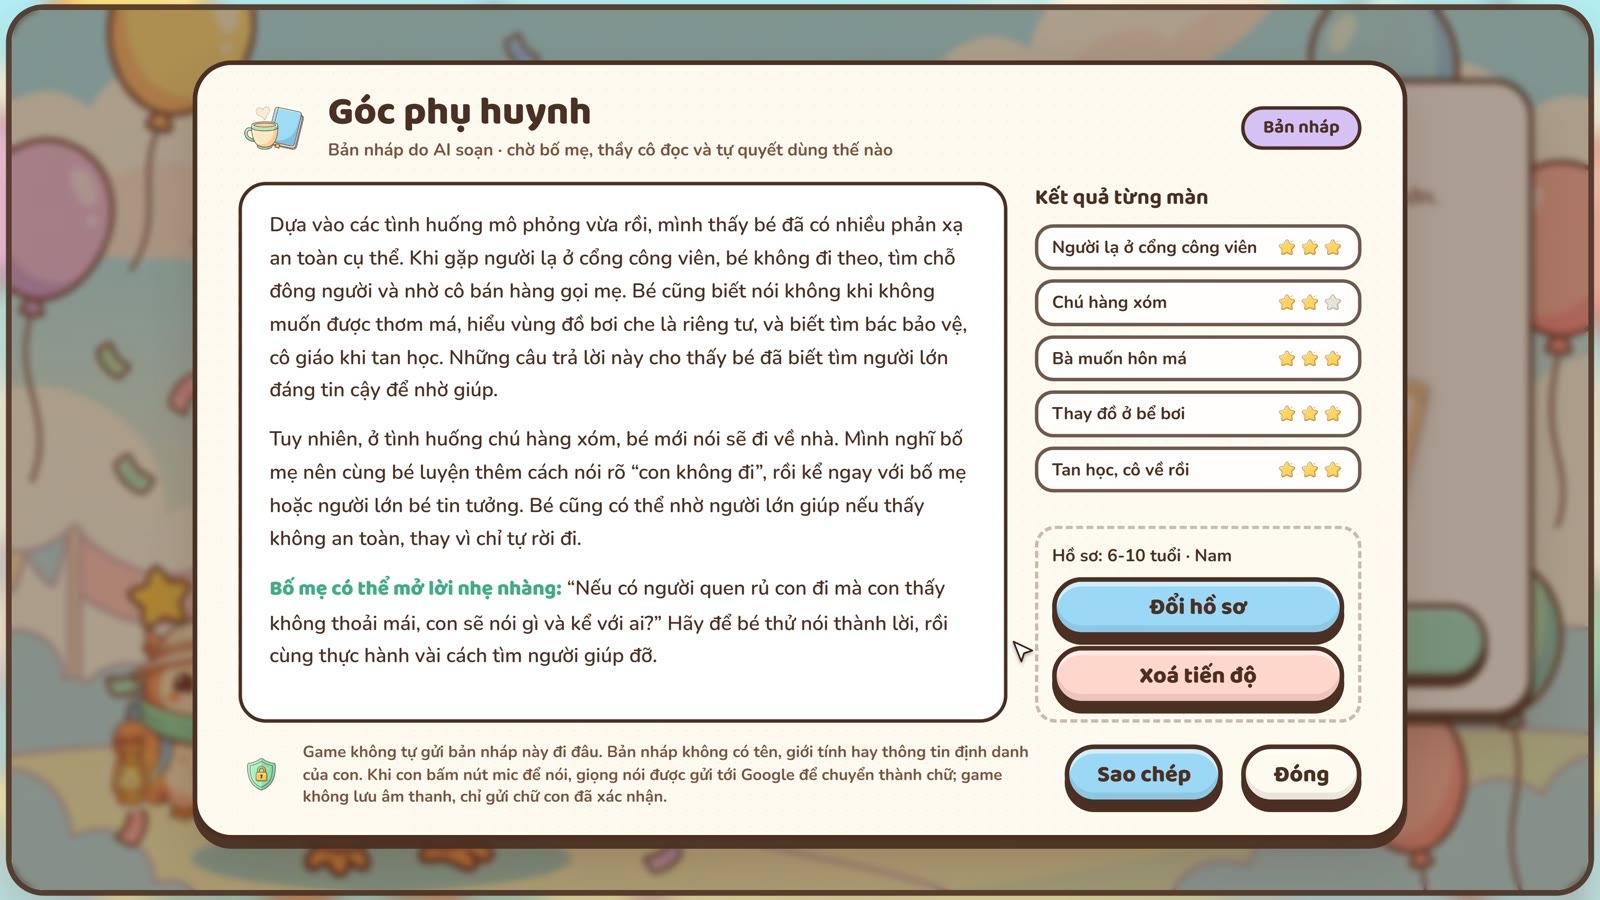 Góc phụ huynh
Bản nháp do AI soạn · chờ bố mẹ, thầy cô đọc và tự quyết dùng thế nào
Bản nháp
Dựa vào các tình huống mô phỏng vừa rồi, mình thấy bé đã có nhiều phản xạ
an toàn cụ thể. Khi gặp người lạ ở cổng công viên, bé không đi theo, tìm chỗ
đông người và nhờ cô bán hàng gọi mẹ. Bé cũng biết nói không khi không
muốn được thơm má, hiểu vùng đồ bơi che là riêng tư, và biết tìm bác bảo vệ,
cô giáo khi tan học. Những câu trả lời này cho thấy bé đã biết tìm người lớn
đáng tin cậy để nhờ giúp.
Tuy nhiên, ở tình huống chú hàng xóm, bé mới nói sẽ đi về nhà. Mình nghĩ bố
mẹ nên cùng bé luyện thêm cách nói rõ “con không đi”, rồi kể ngay với bố mẹ
hoặc người lớn bé tin tưởng. Bé cũng có thể nhờ người lớn giúp nếu thấy
không an toàn, thay vì chỉ tự rời đi.
Bố mẹ có thể mở lời nhẹ nhàng: “Nếu có người quen rủ con đi mà con thấy
không thoải mái, con sẽ nói gì và kể với ai?” Hãy để bé thử nói thành lời, rồi
cùng thực hành vài cách tìm người giúp đỡ.
Kết quả từng màn
Người lạ ở cổng công viên
Chú hàng xóm
Bà muốn hôn má
Thay đồ ở bể bơi
Tan học, cô về rồi
Hồ sơ: 6-10 tuổi · Nam
Đổi hồ sơ
Xoá tiến độ
Game không tự gửi bản nháp này đi đâu. Bản nháp không có tên, giới tính hay thông tin định danh
của con. Khi con bấm nút mic để nói, giọng nói được gửi tới Google để chuyển thành chữ; game
không lưu âm thanh, chỉ gửi chữ con đã xác nhận.
Sao chép
Đóng